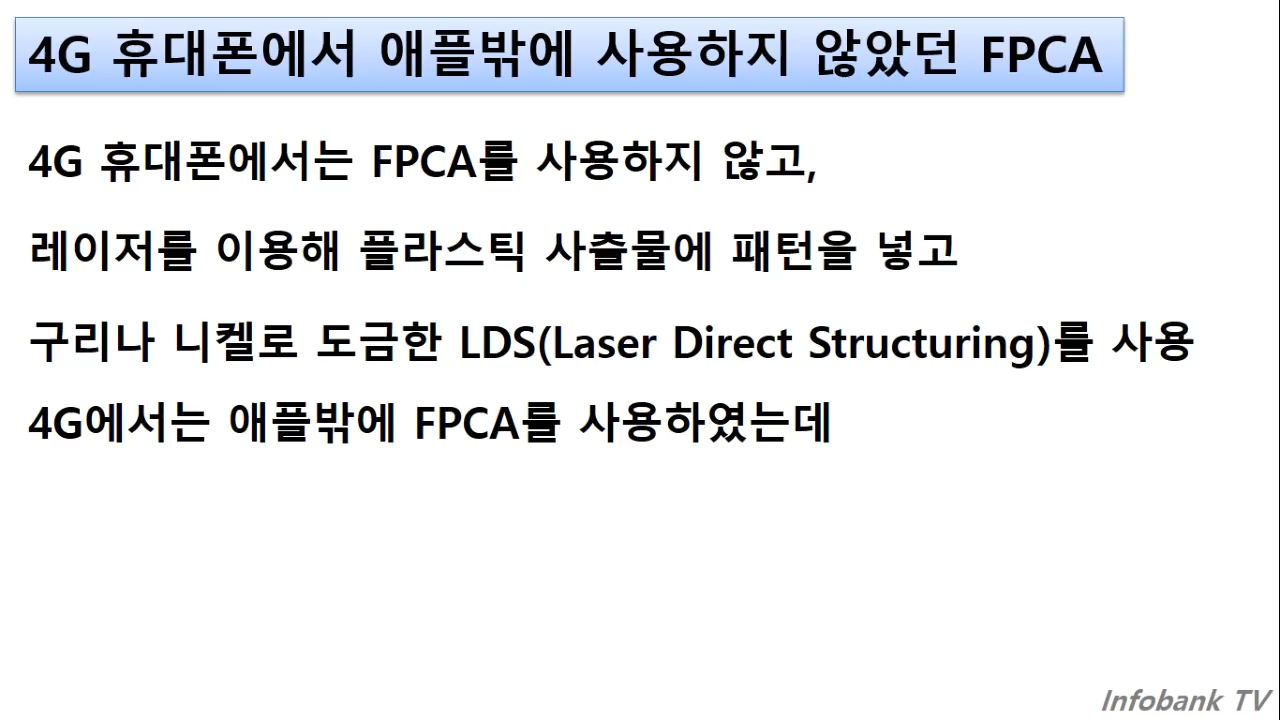 4G 휴대폰에서 애플밖에 사용하지 않았던 FPCA
4G 휴대폰에서는 FPCA를 사용하지 않고,
레이저를 이용해 플라스틱 사출물에 패턴을 넣고
구리나 니켈로 도금한 LDS(Laser Direct Structuring)를 사용
4G에서는 애플밖에 FPCA를 사용하였는데
Infobank TV